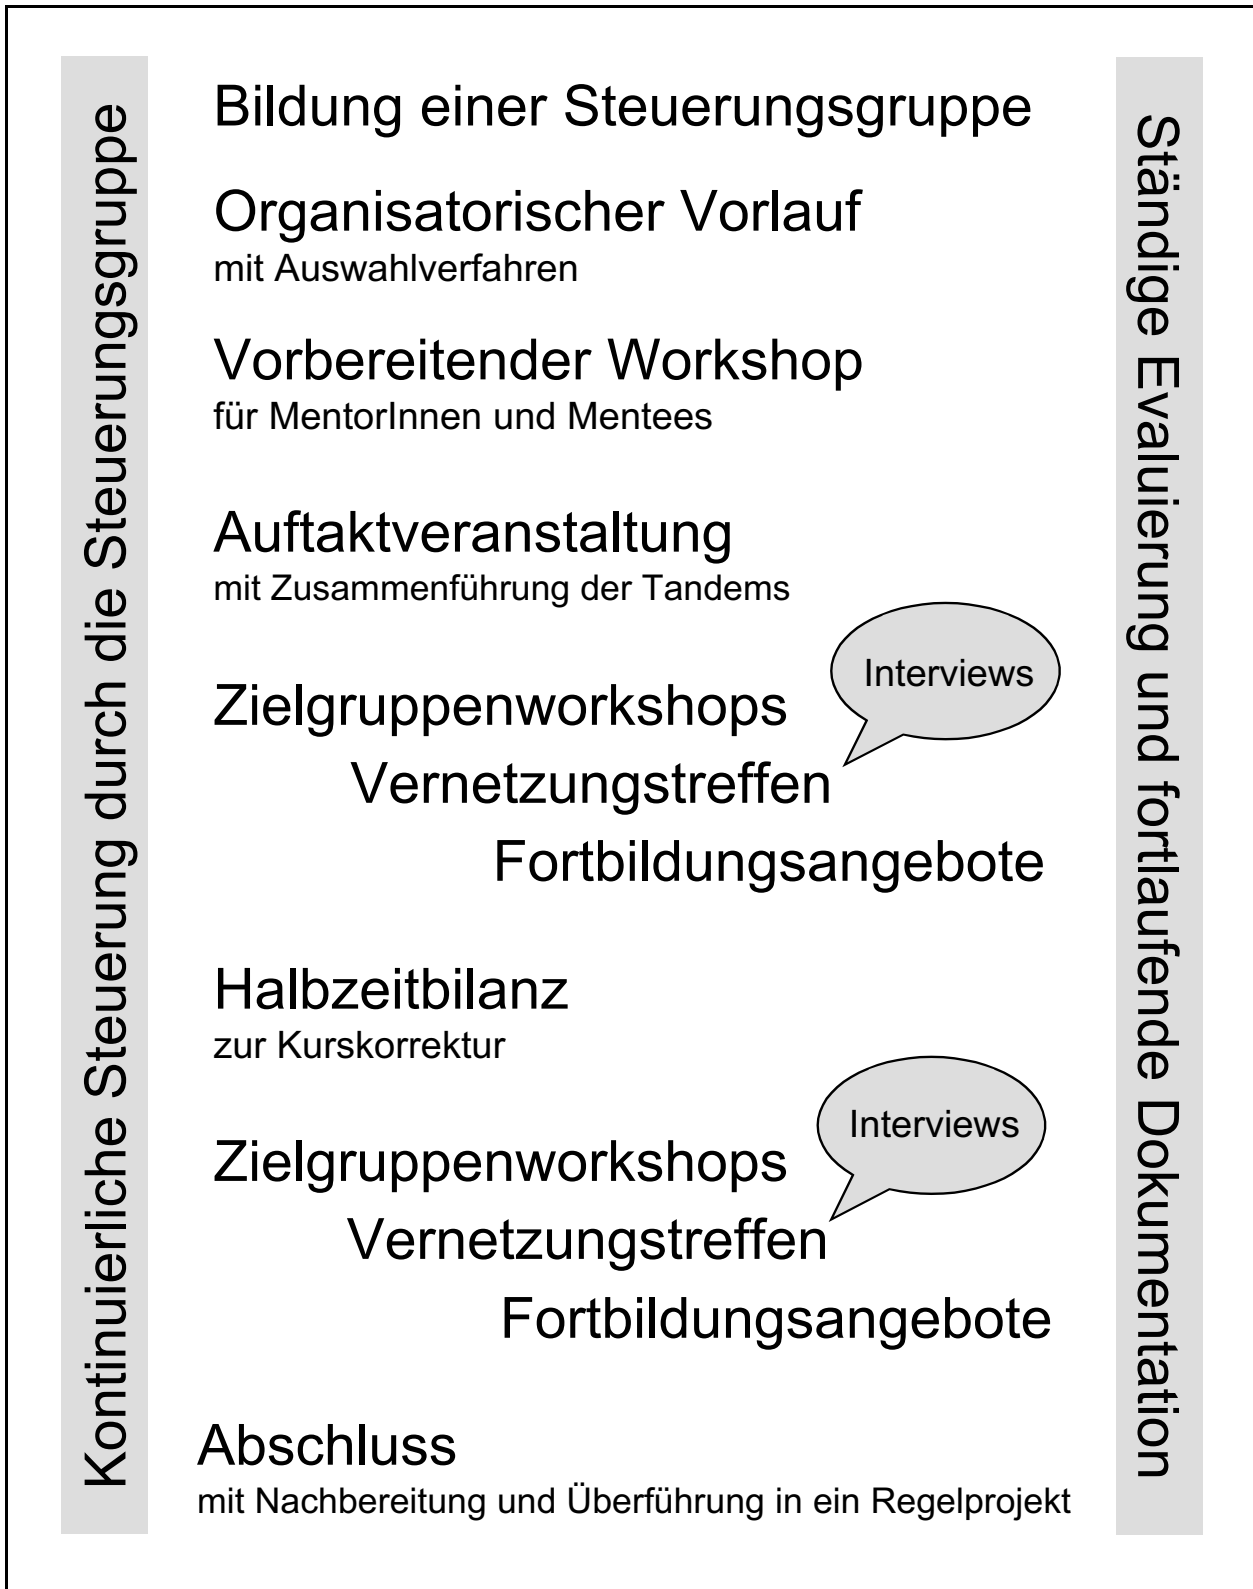 Kontinuierliche Steuerung durch die Steuerungsgruppe
Bildung einer Steuerungsgruppe
Organisatorischer Vorlauf
mit Auswahlverfahren
Vorbereitender Workshop
für MentorInnen und Mentees
Auftaktveranstaltung
mit Zusammenführung der Tandems
Interviews
Zielgruppenworkshops
Vernetzungstreffen
Fortbildungsangebote
Halbzeitbilanz
zur Kurskorrektur
Interviews
Zielgruppenworkshops
Vernetzungstreffen
Fortbildungsangebote
Abschluss
mit Nachbereitung und Überführung in ein Regelprojekt
Ständige Evaluierung und fortlaufende Dokumentation